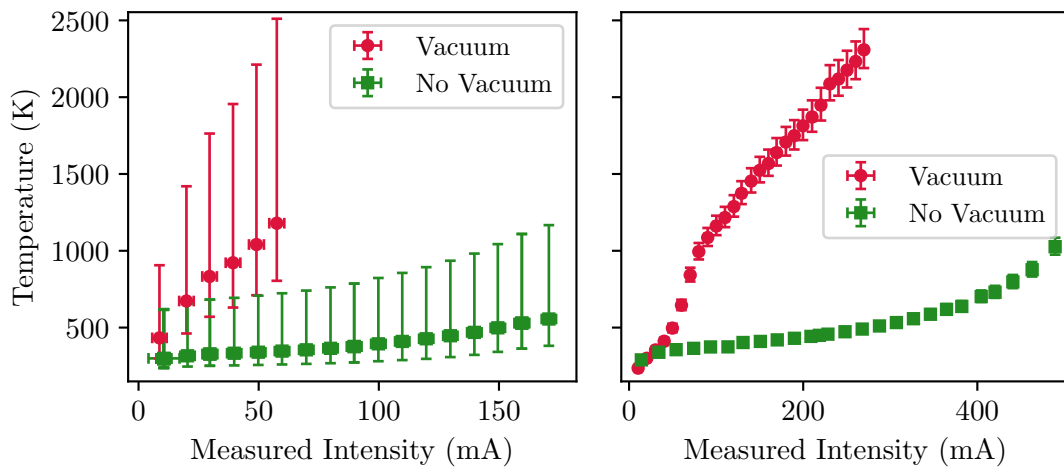 2500
2000
1500
1000
500
Temperature (K)
Vacuum
No Vacuum
0
50
100
150
Measured Intensity (mA)
Vacuum
No Vacuum
0
200
400
Measured Intensity (mA)